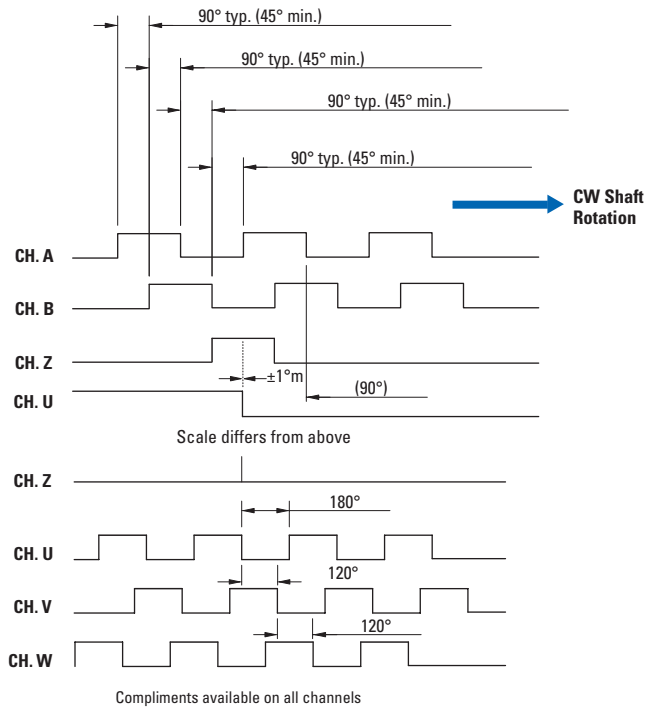 90° typ. (45° min.)
90° typ. (45° min.)
90° typ. (45° min.)
90° typ. (45° min.)
CW Shaft
Rotation
CH. A
CH. B
CH. Z
±1°m
CH. U
(90°)
Scale differs from above
CH. Z
180°
CH. U
120°
CH. V
120°
CH. W
Compliments available on all channels